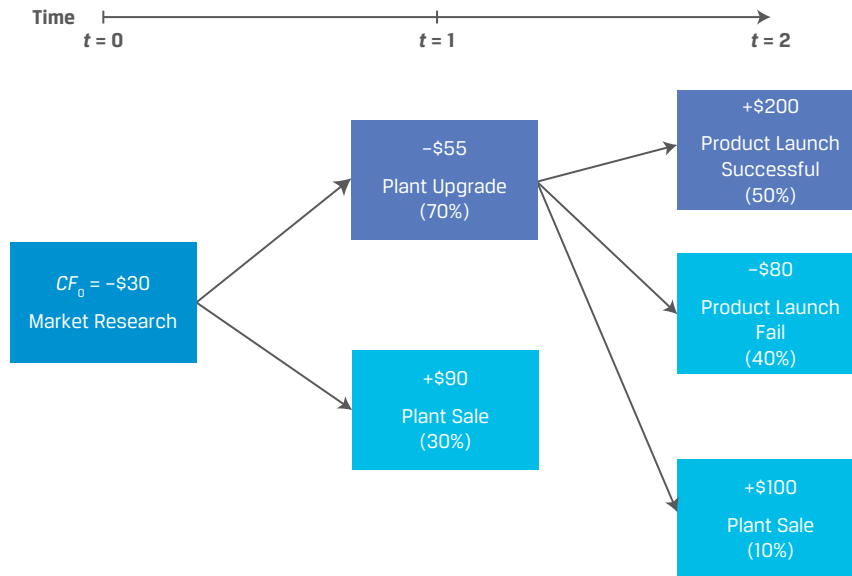 Time
t = 0
t = 1
t = 2
CF₀ = –$30
Market Research
–$55
Plant Upgrade
(70%)
+$90
Plant Sale
(30%)
+$200
Product Launch
Successful
(50%)
–$80
Product Launch
Fail
(40%)
+$100
Plant Sale
(10%)